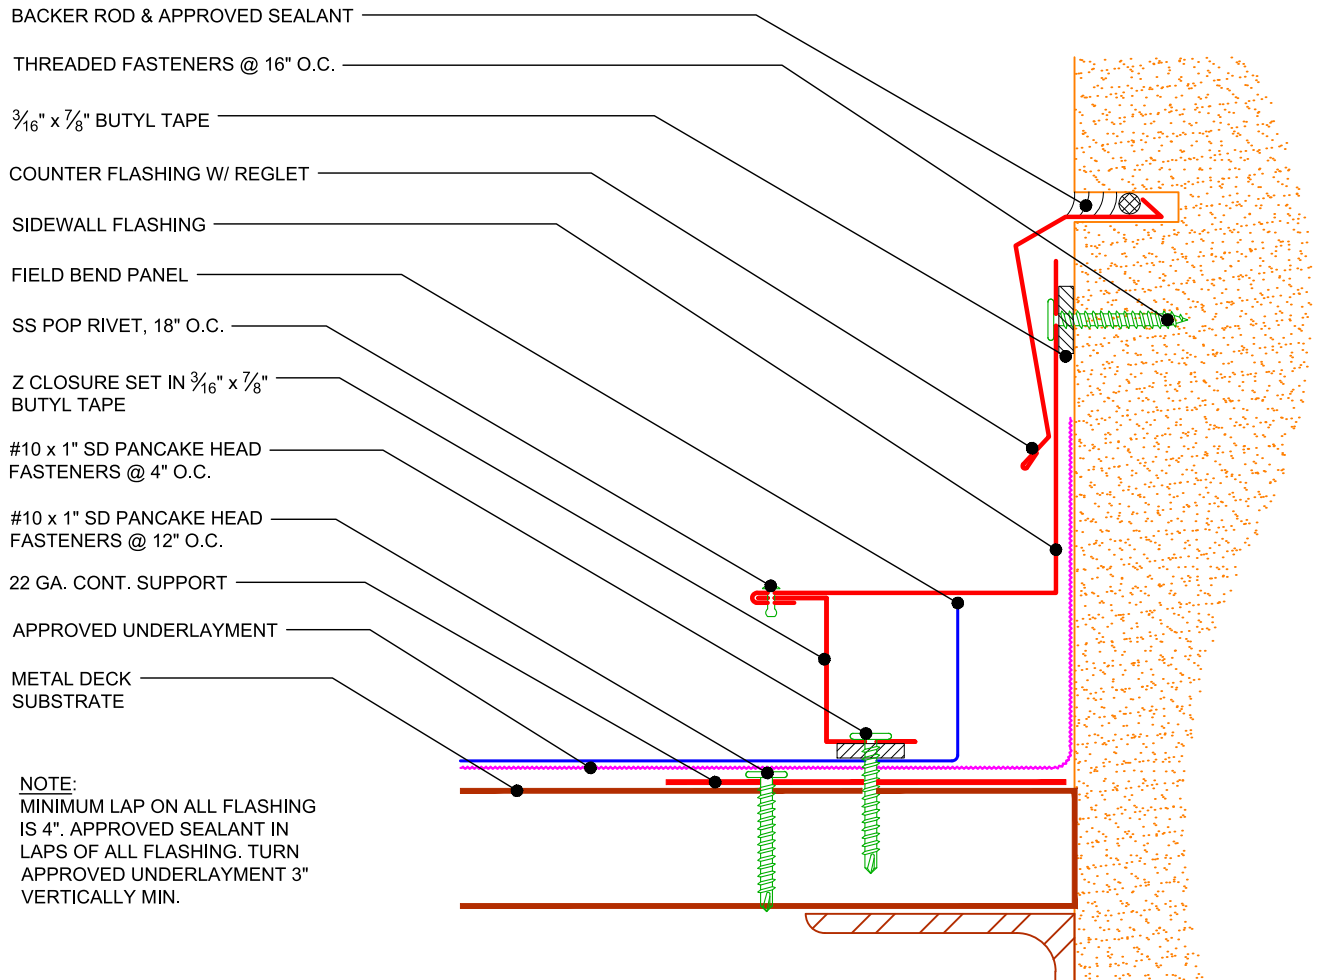 BACKER ROD & APPROVED SEALANT
THREADED FASTENERS @ 16" O.C.
3/16" x 7/8" BUTYL TAPE
COUNTER FLASHING W/ REGLET
SIDEWALL FLASHING
FIELD BEND PANEL
SS POP RIVET, 18" O.C.
Z CLOSURE SET IN 3/16" x 7/8"
BUTYL TAPE
#10 x 1" SD PANCAKE HEAD
FASTENERS @ 4" O.C.
#10 x 1" SD PANCAKE HEAD
FASTENERS @ 12" O.C.
22 GA. CONT. SUPPORT
APPROVED UNDERLAYMENT
METAL DECK
SUBSTRATE
NOTE:
MINIMUM LAP ON ALL FLASHING
IS 4". APPROVED SEALANT IN
LAPS OF ALL FLASHING. TURN
APPROVED UNDERLAYMENT 3"
VERTICALLY MIN.